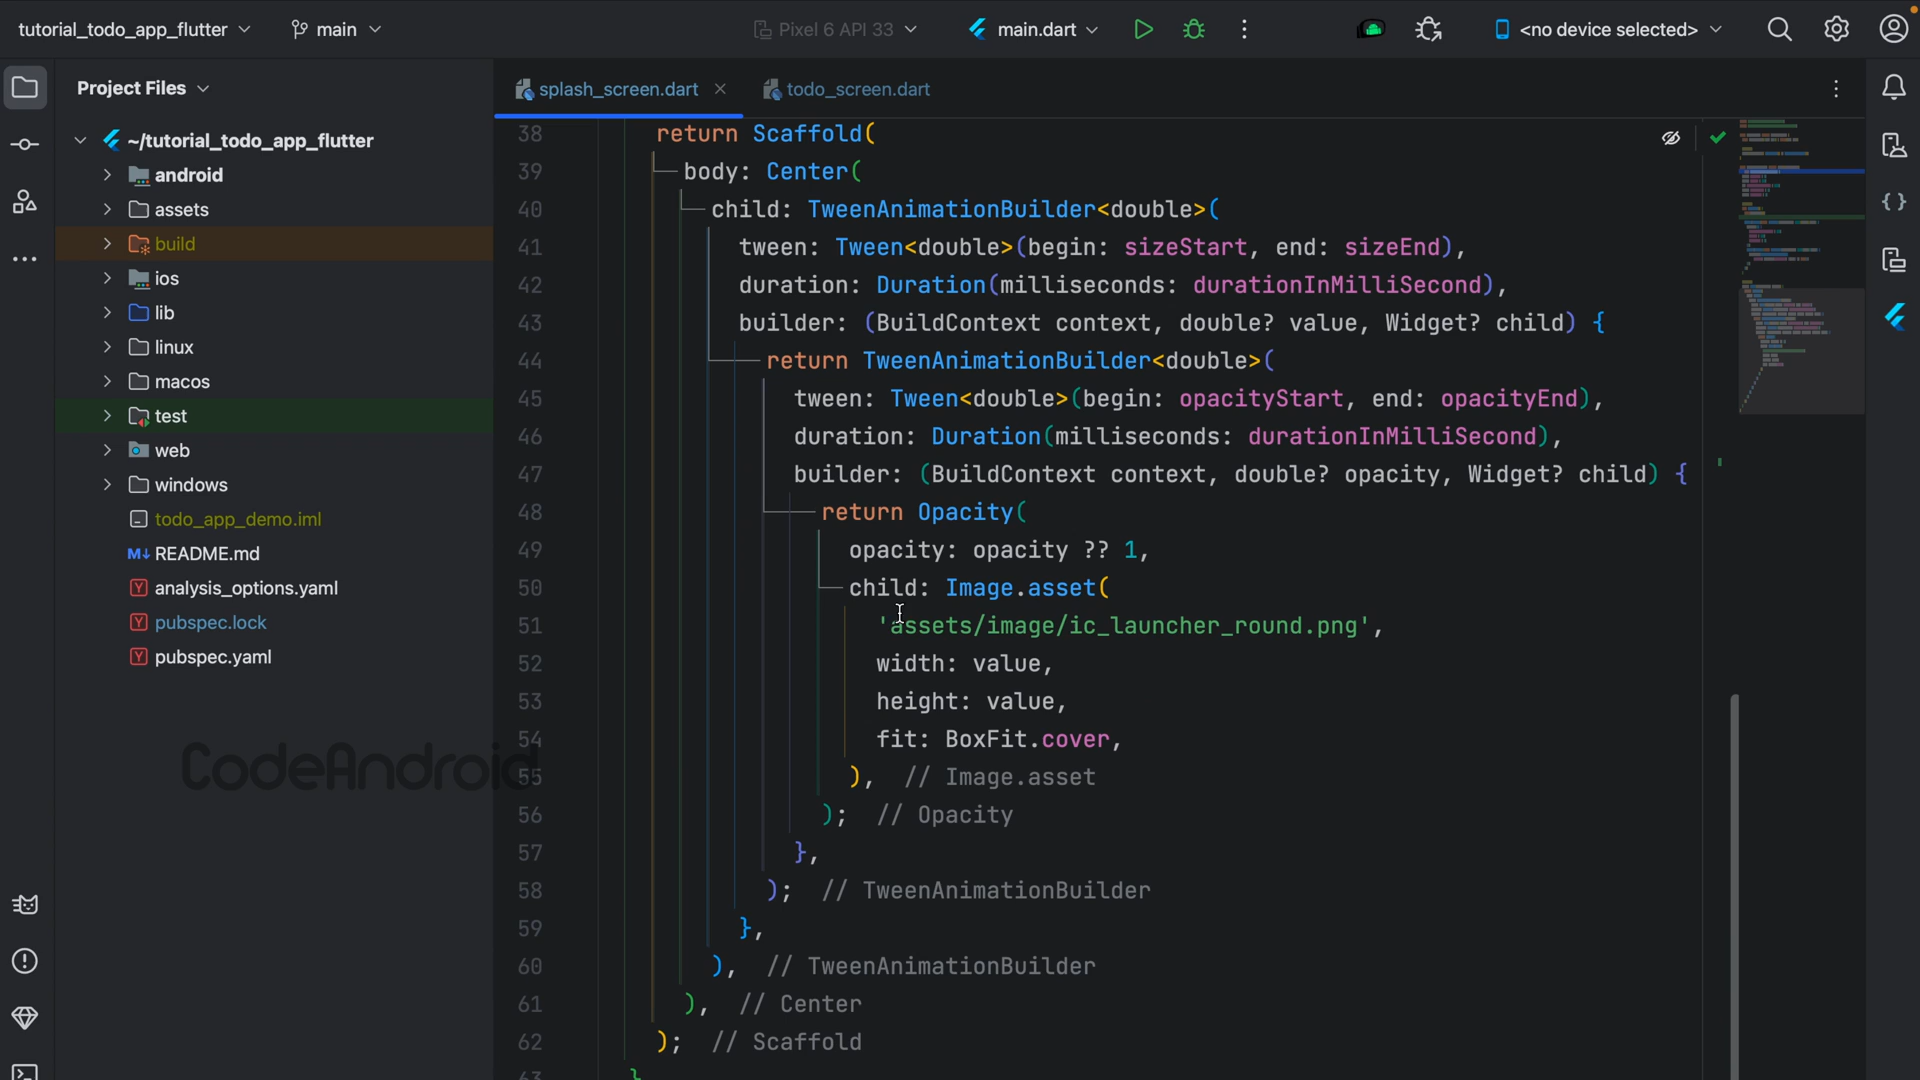 tutorial_todo_app_flutter main Pixel 6 API 33 main.dart <no device selected>
Project Files
splash_screen.dart todo_screen.dart
~/tutorial_todo_app_flutter
android
assets
build
ios
lib
linux
macos
test
web
windows
todo_app_demo.iml
M↓ README.md
Y analysis_options.yaml
Y pubspec.lock
Y pubspec.yaml
CodeAndroid
38 return Scaffold(
39 body: Center(
40 child: TweenAnimationBuilder<double>(
41 tween: Tween<double>(begin: sizeStart, end: sizeEnd),
42 duration: Duration(milliseconds: durationInMilliSecond),
43 builder: (BuildContext context, double? value, Widget? child) {
44 return TweenAnimationBuilder<double>(
45 tween: Tween<double>(begin: opacityStart, end: opacityEnd),
46 duration: Duration(milliseconds: durationInMilliSecond),
47 builder: (BuildContext context, double? opacity, Widget? child) {
48 return Opacity(
49 opacity: opacity ?? 1,
50 child: Image.asset(
51 'assets/image/ic_launcher_round.png',
52 width: value,
53 height: value,
54 fit: BoxFit.cover,
55 ), // Image.asset
56 ); // Opacity
57 },
58 ); // TweenAnimationBuilder
59 },
60 ), // TweenAnimationBuilder
61 ), // Center
62 ); // Scaffold
63 }